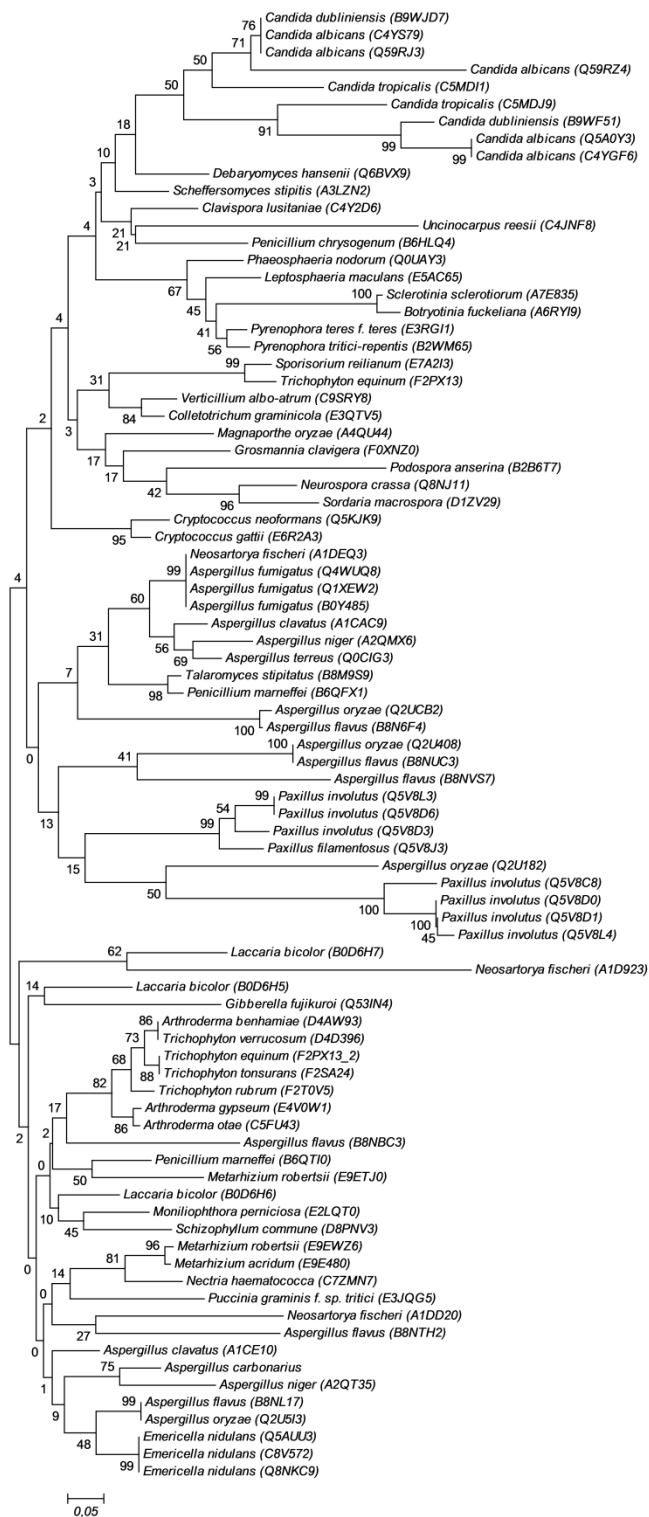 Candida dubliniensis (B9WJD7)
76
Candida albicans (C4YS79)
71
Candida albicans (Q59RJ3)
50
Candida albicans (Q59RZ4)
50
Candida tropicalis (C5MDI1)
Candida tropicalis (C5MDJ9)
18
91
Candida dubliniensis (B9WF51)
99
Candida albicans (Q5A0Y3)
10
99
Candida albicans (C4YGF6)
Debaryomyces hansenii (Q6BVX9)
3
Scheffersomyces stipitis (A3LZN2)
Clavispora lusitaniae (C4Y2D6)
4
21
Uncinocarpus reesii (C4JNF8)
21
Penicillium chrysogenum (B6HLQ4)
Phaeosphaeria nodorum (Q0UAY3)
67
Leptosphaeria maculans (E5AC65)
45
100
Sclerotinia sclerotiorum (A7E835)
4
Botryotinia fuckeliana (A6RYI9)
41
Pyrenophora teres f. teres (E3RGI1)
56
Pyrenophora tritici-repentis (B2WM65)
99
Sporisorium reilianum (E7A2I3)
31
Trichophyton equinum (F2PX13)
Verticillium albo-atrum (C9SRY8)
84
Colletotrichum graminicola (E3QTV5)
2
3
Magnaporthe oryzae (A4QU44)
17
Grosmannia clavigera (F0XNZ0)
17
Podospora anserina (B2B6T7)
42
Neurospora crassa (Q8NJ11)
96
Sordaria macrospora (D1ZV29)
Cryptococcus neoformans (Q5KJK9)
95
Cryptococcus gattii (E6R2A3)
Neosartorya fischeri (A1DEQ3)
99
Aspergillus fumigatus (Q4WUQ8)
4
Aspergillus fumigatus (Q1XEW2)
60
Aspergillus fumigatus (B0Y485)
Aspergillus clavatus (A1CAC9)
31
56
Aspergillus niger (A2QMX6)
69
Aspergillus terreus (Q0CIG3)
7
Talaromyces stipitatus (B8M9S9)
98
Penicillium marneffei (B6QFX1)
Aspergillus oryzae (Q2UCB2)
100
Aspergillus flavus (B8N6F4)
0
100
Aspergillus oryzae (Q2U408)
41
Aspergillus flavus (B8NUC3)
Aspergillus flavus (B8NVS7)
99
Paxillus involutus (Q5V8L3)
54
Paxillus involutus (Q5V8D6)
13
99
Paxillus involutus (Q5V8D3)
Paxillus filamentosus (Q5V8J3)
15
Aspergillus oryzae (Q2U182)
50
Paxillus involutus (Q5V8C8)
100
Paxillus involutus (Q5V8D0)
100
Paxillus involutus (Q5V8D1)
45
Paxillus involutus (Q5V8L4)
62
Laccaria bicolor (B0D6H7)
Neosartorya fischeri (A1D923)
14
Laccaria bicolor (B0D6H5)
Gibberella fujikuroi (Q53IN4)
86
Arthroderma benhamiae (D4AW93)
73
Trichophyton verrucosum (D4D396)
68
Trichophyton equinum (F2PX13_2)
88
Trichophyton tonsurans (F2SA24)
82
Trichophyton rubrum (F2T0V5)
17
Arthroderma gypseum (E4V0W1)
86
Arthroderma otae (C5FU43)
2
2
Aspergillus flavus (B8NBC3)
Penicillium marneffei (B6QTI0)
0
50
Metarhizium robertsii (E9ETJ0)
Laccaria bicolor (B0D6H6)
10
Moniliophthora perniciosa (E2LQT0)
45
Schizophyllum commune (D8PNV3)
96
Metarhizium robertsii (E9EWZ6)
0
81
Metarhizium acridum (E9E480)
14
Nectria haematococca (C7ZMN7)
0
Puccinia graminis f. sp. tritici (E3JQG5)
Neosartorya fischeri (A1DD20)
27
Aspergillus flavus (B8NTH2)
0
Aspergillus clavatus (A1CE10)
75
Aspergillus carbonarius
1
Aspergillus niger (A2QT35)
9
99
Aspergillus flavus (B8NL17)
Aspergillus oryzae (Q2U5I3)
48
Emericella nidulans (Q5AUU3)
Emericella nidulans (C8V572)
99
Emericella nidulans (Q8NKC9)
0,05